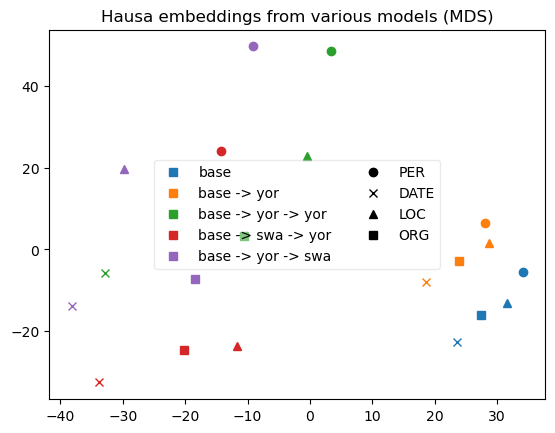 Hausa embeddings from various models (MDS)
40
20
0
−20
−40 −30 −20 −10 0 10 20 30
base
base -> yor
base -> yor -> yor
base -> swa -> yor
base -> yor -> swa
PER
DATE
LOC
ORG